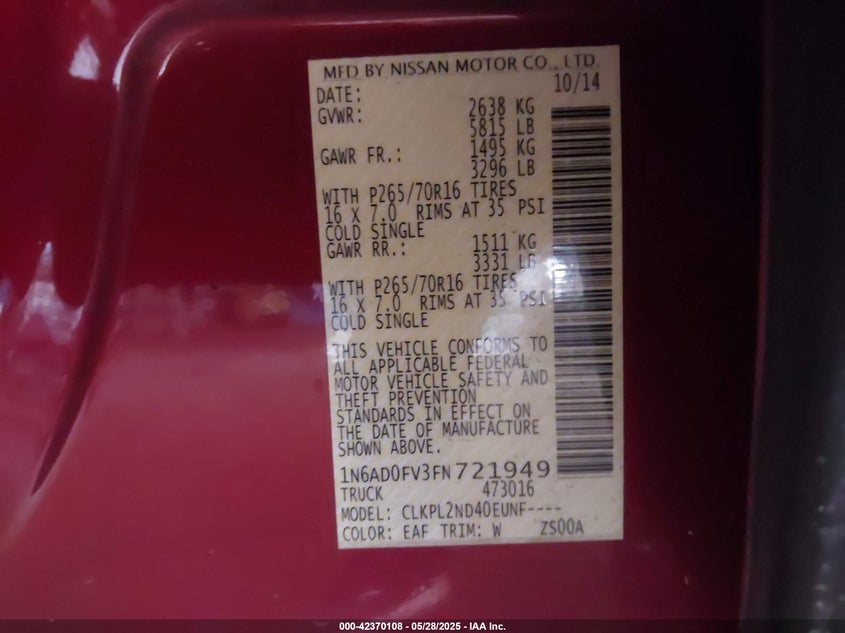 MFD BY NISSAN MOTOR CO., LTD.
DATE: 10/14
GVWR: 2638 KG
5815 LB
GAWR FR.: 1495 KG
3296 LB
WITH P265/70R16 TIRES
16 X 7.0 RIMS AT 35 PSI
COLD SINGLE
GAWR RR.: 1511 KG
3331 LB
WITH P265/70R16 TIRES
16 X 7.0 RIMS AT 35 PSI
COLD SINGLE
THIS VEHICLE CONFORMS TO
ALL APPLICABLE FEDERAL
MOTOR VEHICLE SAFETY AND
THEFT PREVENTION
STANDARDS IN EFFECT ON
THE DATE OF MANUFACTURE
SHOWN ABOVE.
1N6AD0FV3FN721949
TRUCK 473016
MODEL: CLKPL2ND40EUNF----
COLOR: EAF TRIM: W ZS00A
000-42370108 - 05/28/2025 - IAA Inc.